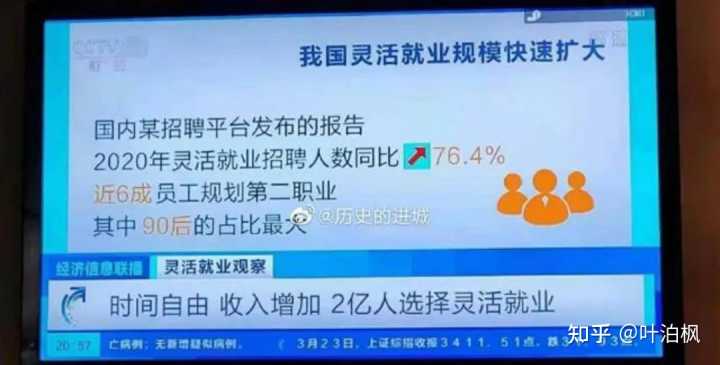 CCTV
我国灵活就业规模快速扩大
国内某招聘平台发布的报告
2020年灵活就业招聘人数同比 76.4%
近6成员工规划第二职业
其中90后的占比最大
@历史的进城
经济信息联播 灵活就业观察
时间自由 收入增加 2亿人选择灵活就业
20:57 亡病例;无新增疑似病例。 3月23日,上证综指收报3411.51点,跌
知乎 @叶泊枫